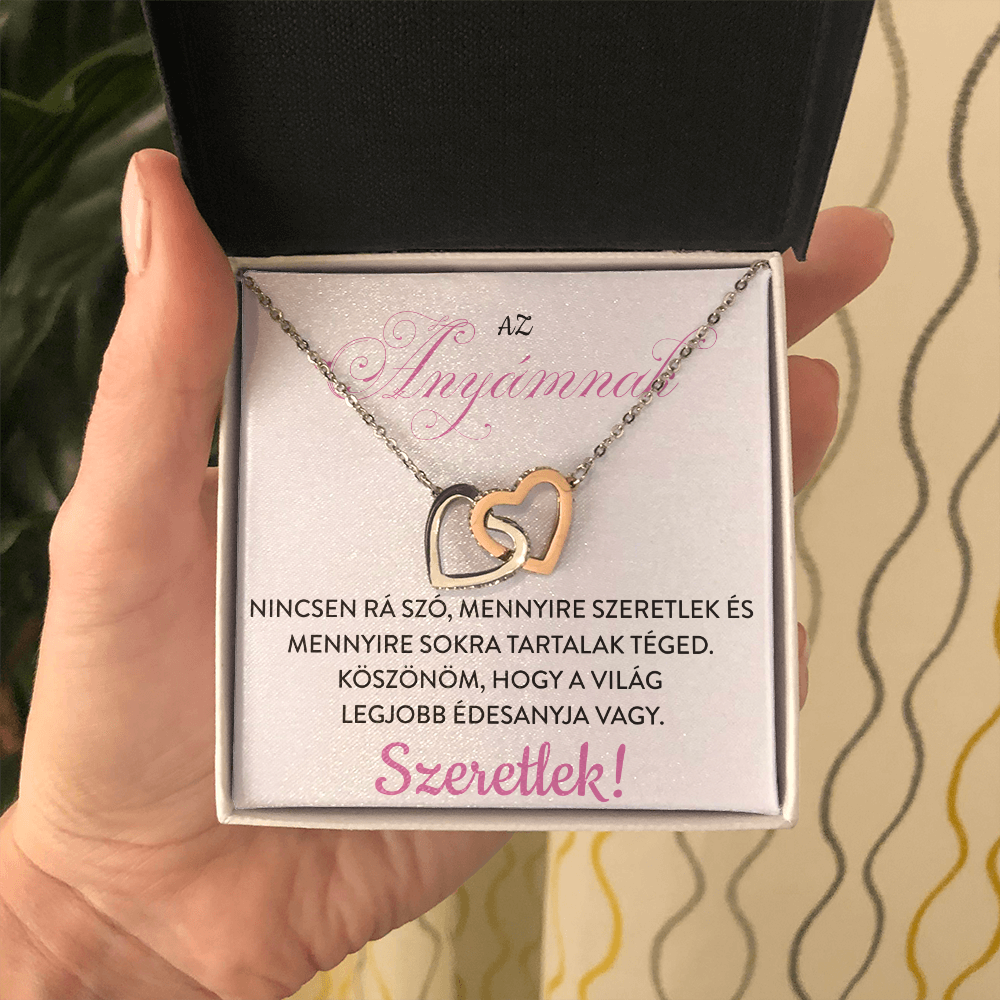 AZ
Anyámnak
NINCSEN RÁ SZÓ, MENNYIRE SZERETLEK ÉS
MENNYIRE SOKRA TARTALAK TÉGED.
KÖSZÖNÖM, HOGY A VILÁG
LEGJOBB ÉDESANYJA VAGY.
Szeretlek!